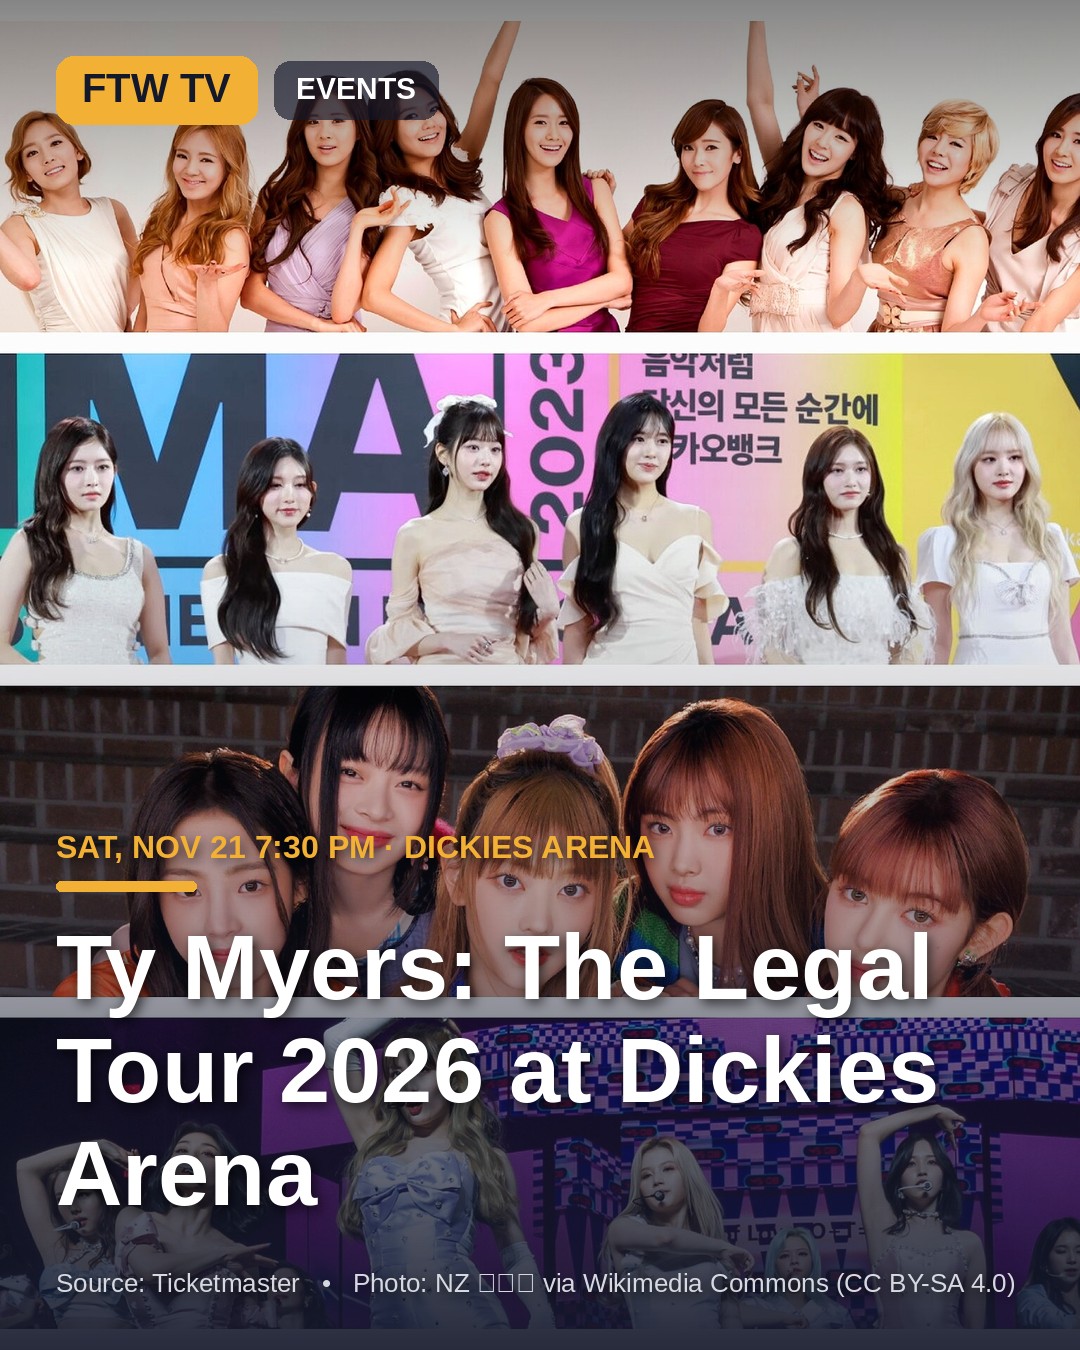 FTW TV
EVENTS
MA
2023
음악처럼
당신의 모든 순간에
카오뱅크
SAT, NOV 21 7:30 PM · DICKIES ARENA
Ty Myers: The Legal
Tour 2026 at Dickies
Arena
Source: Ticketmaster • Photo: NZ □□□ via Wikimedia Commons (CC BY-SA 4.0)